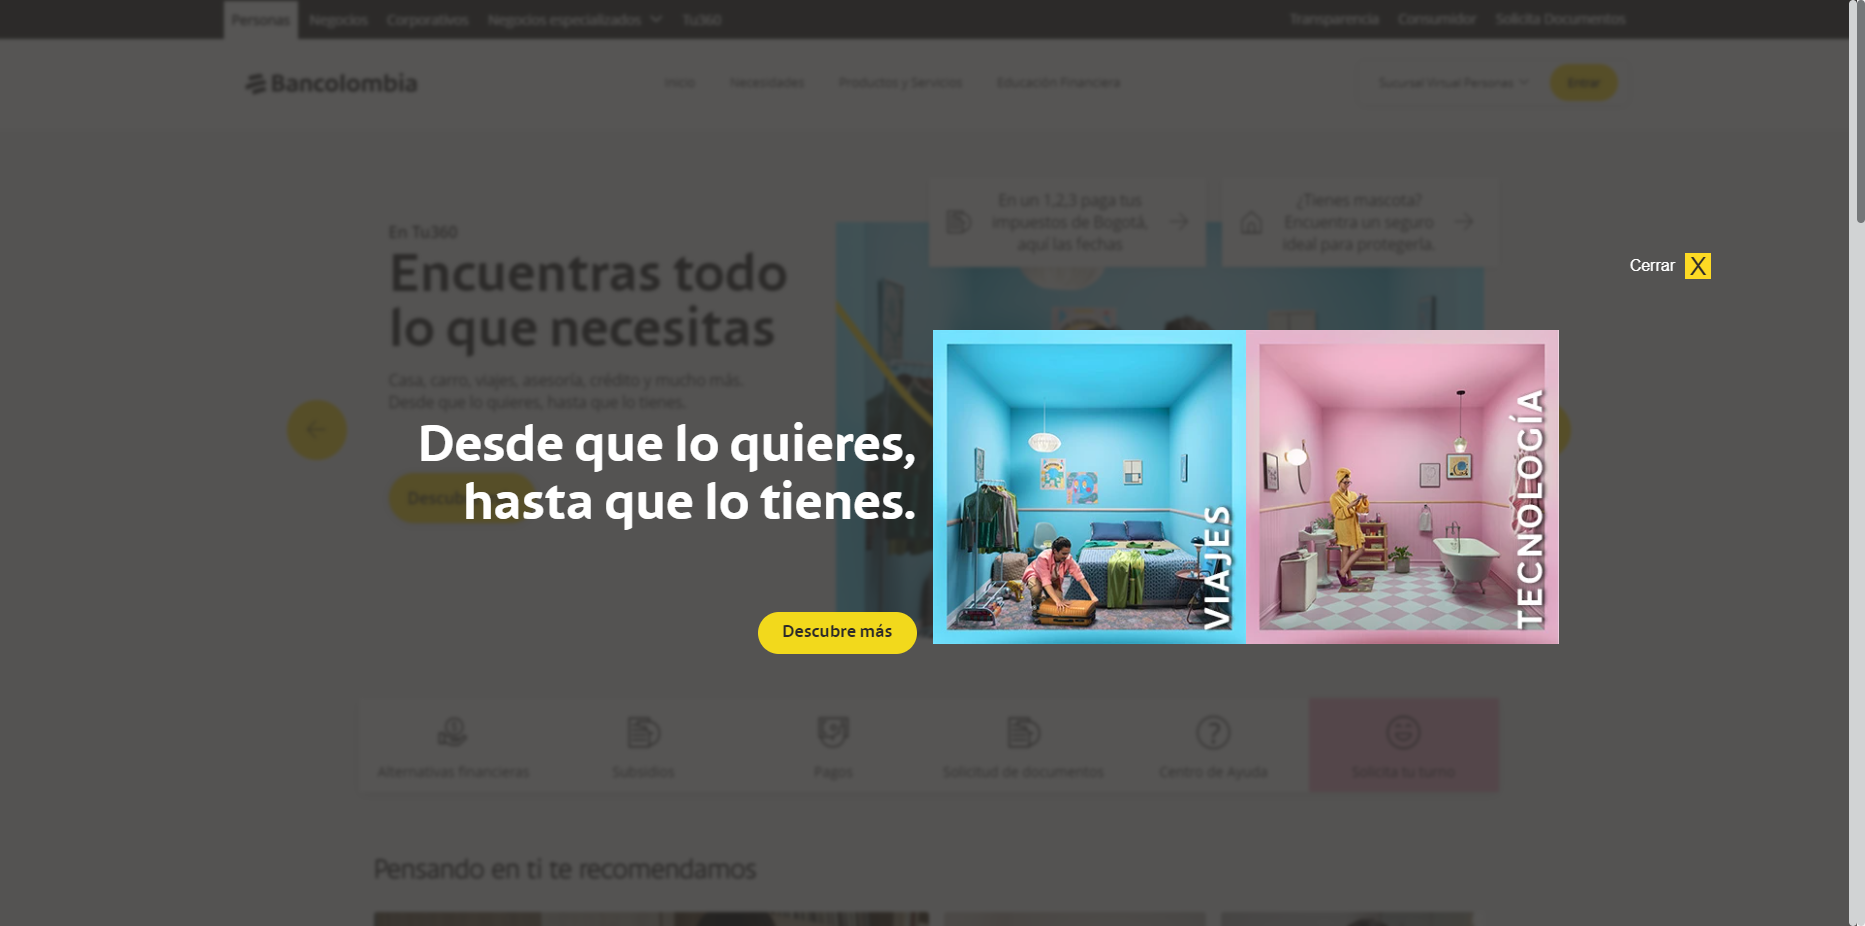 Personas
Negocios
Corporativos
Negocios especializados
Tu360
Transparencia
Consumidor
Solicita Documentos
Bancolombia
Inicio
Necesidades
Productos y Servicios
Educación Financiera
Sucursal Virtual Personas
Entrar
En un 1,2,3 paga tus
impuestos de Bogotá,
aquí las fechas
¿Tienes mascota?
Encuentra un seguro
ideal para protegerla.
En Tu360
Encuentras todo
lo que necesitas
Casa, carro, viajes, asesoría, crédito y mucho más.
Desde que lo quieres, hasta que lo tienes.
Cerrar X
Desde que lo quieres,
hasta que lo tienes.
Descubre más
VIAJES
TECNOLOGÍA
Alternativas financieras
Subsidios
Pagos
Solicitud de documentos
Centro de Ayuda
Solicita tu turno
Pensando en ti te recomendamos